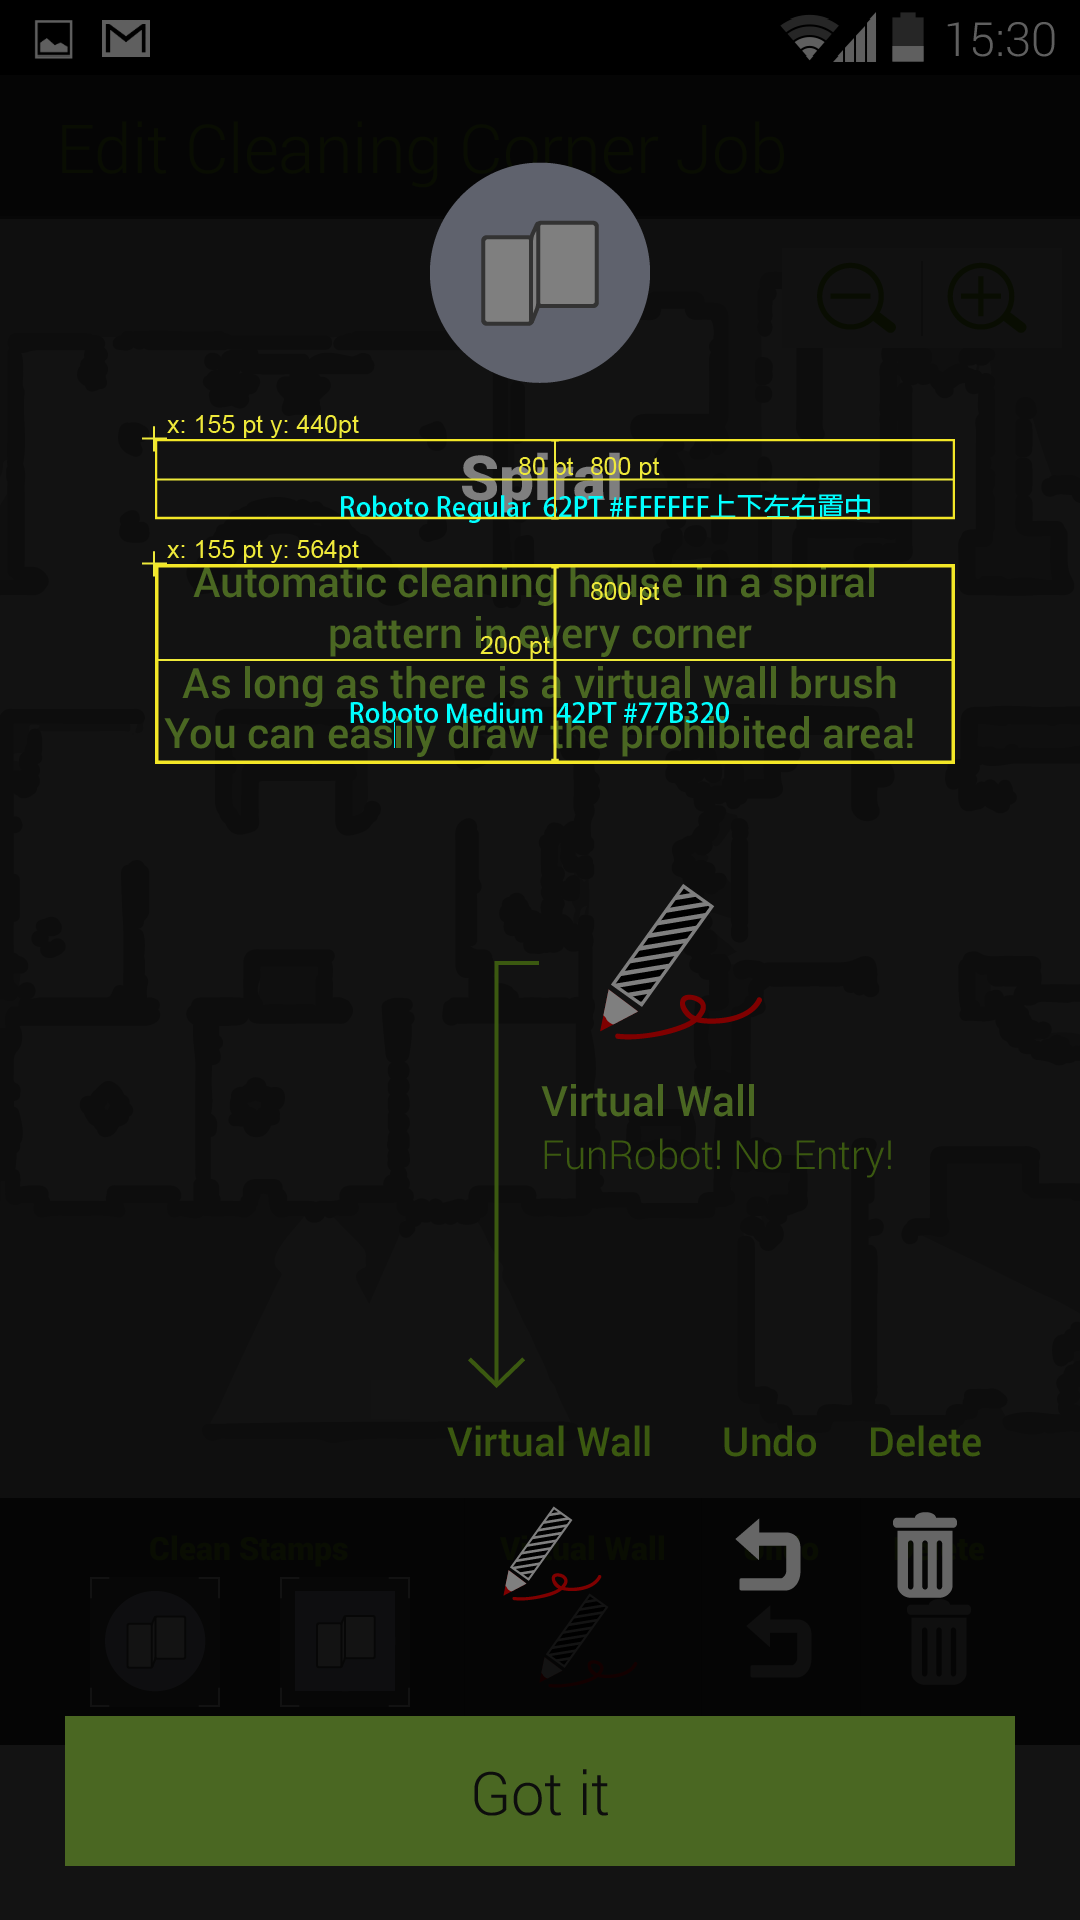 15:30
Edit Cleaning Corner Job
x: 155 pt y: 440pt
Spiral
80 pt 800 pt
Roboto Regular 62PT #FFFFFF上下左右置中
x: 155 pt y: 564pt
Automatic cleaning house in a spiral
800 pt
pattern in every corner
200 pt
As long as there is a virtual wall brush
Roboto Medium 42PT #77B320
You can easily draw the prohibited area!
Virtual Wall
FunRobot! No Entry!
Virtual Wall Undo Delete
Clean Stamps Virtual Wall Undo Delete
Got it